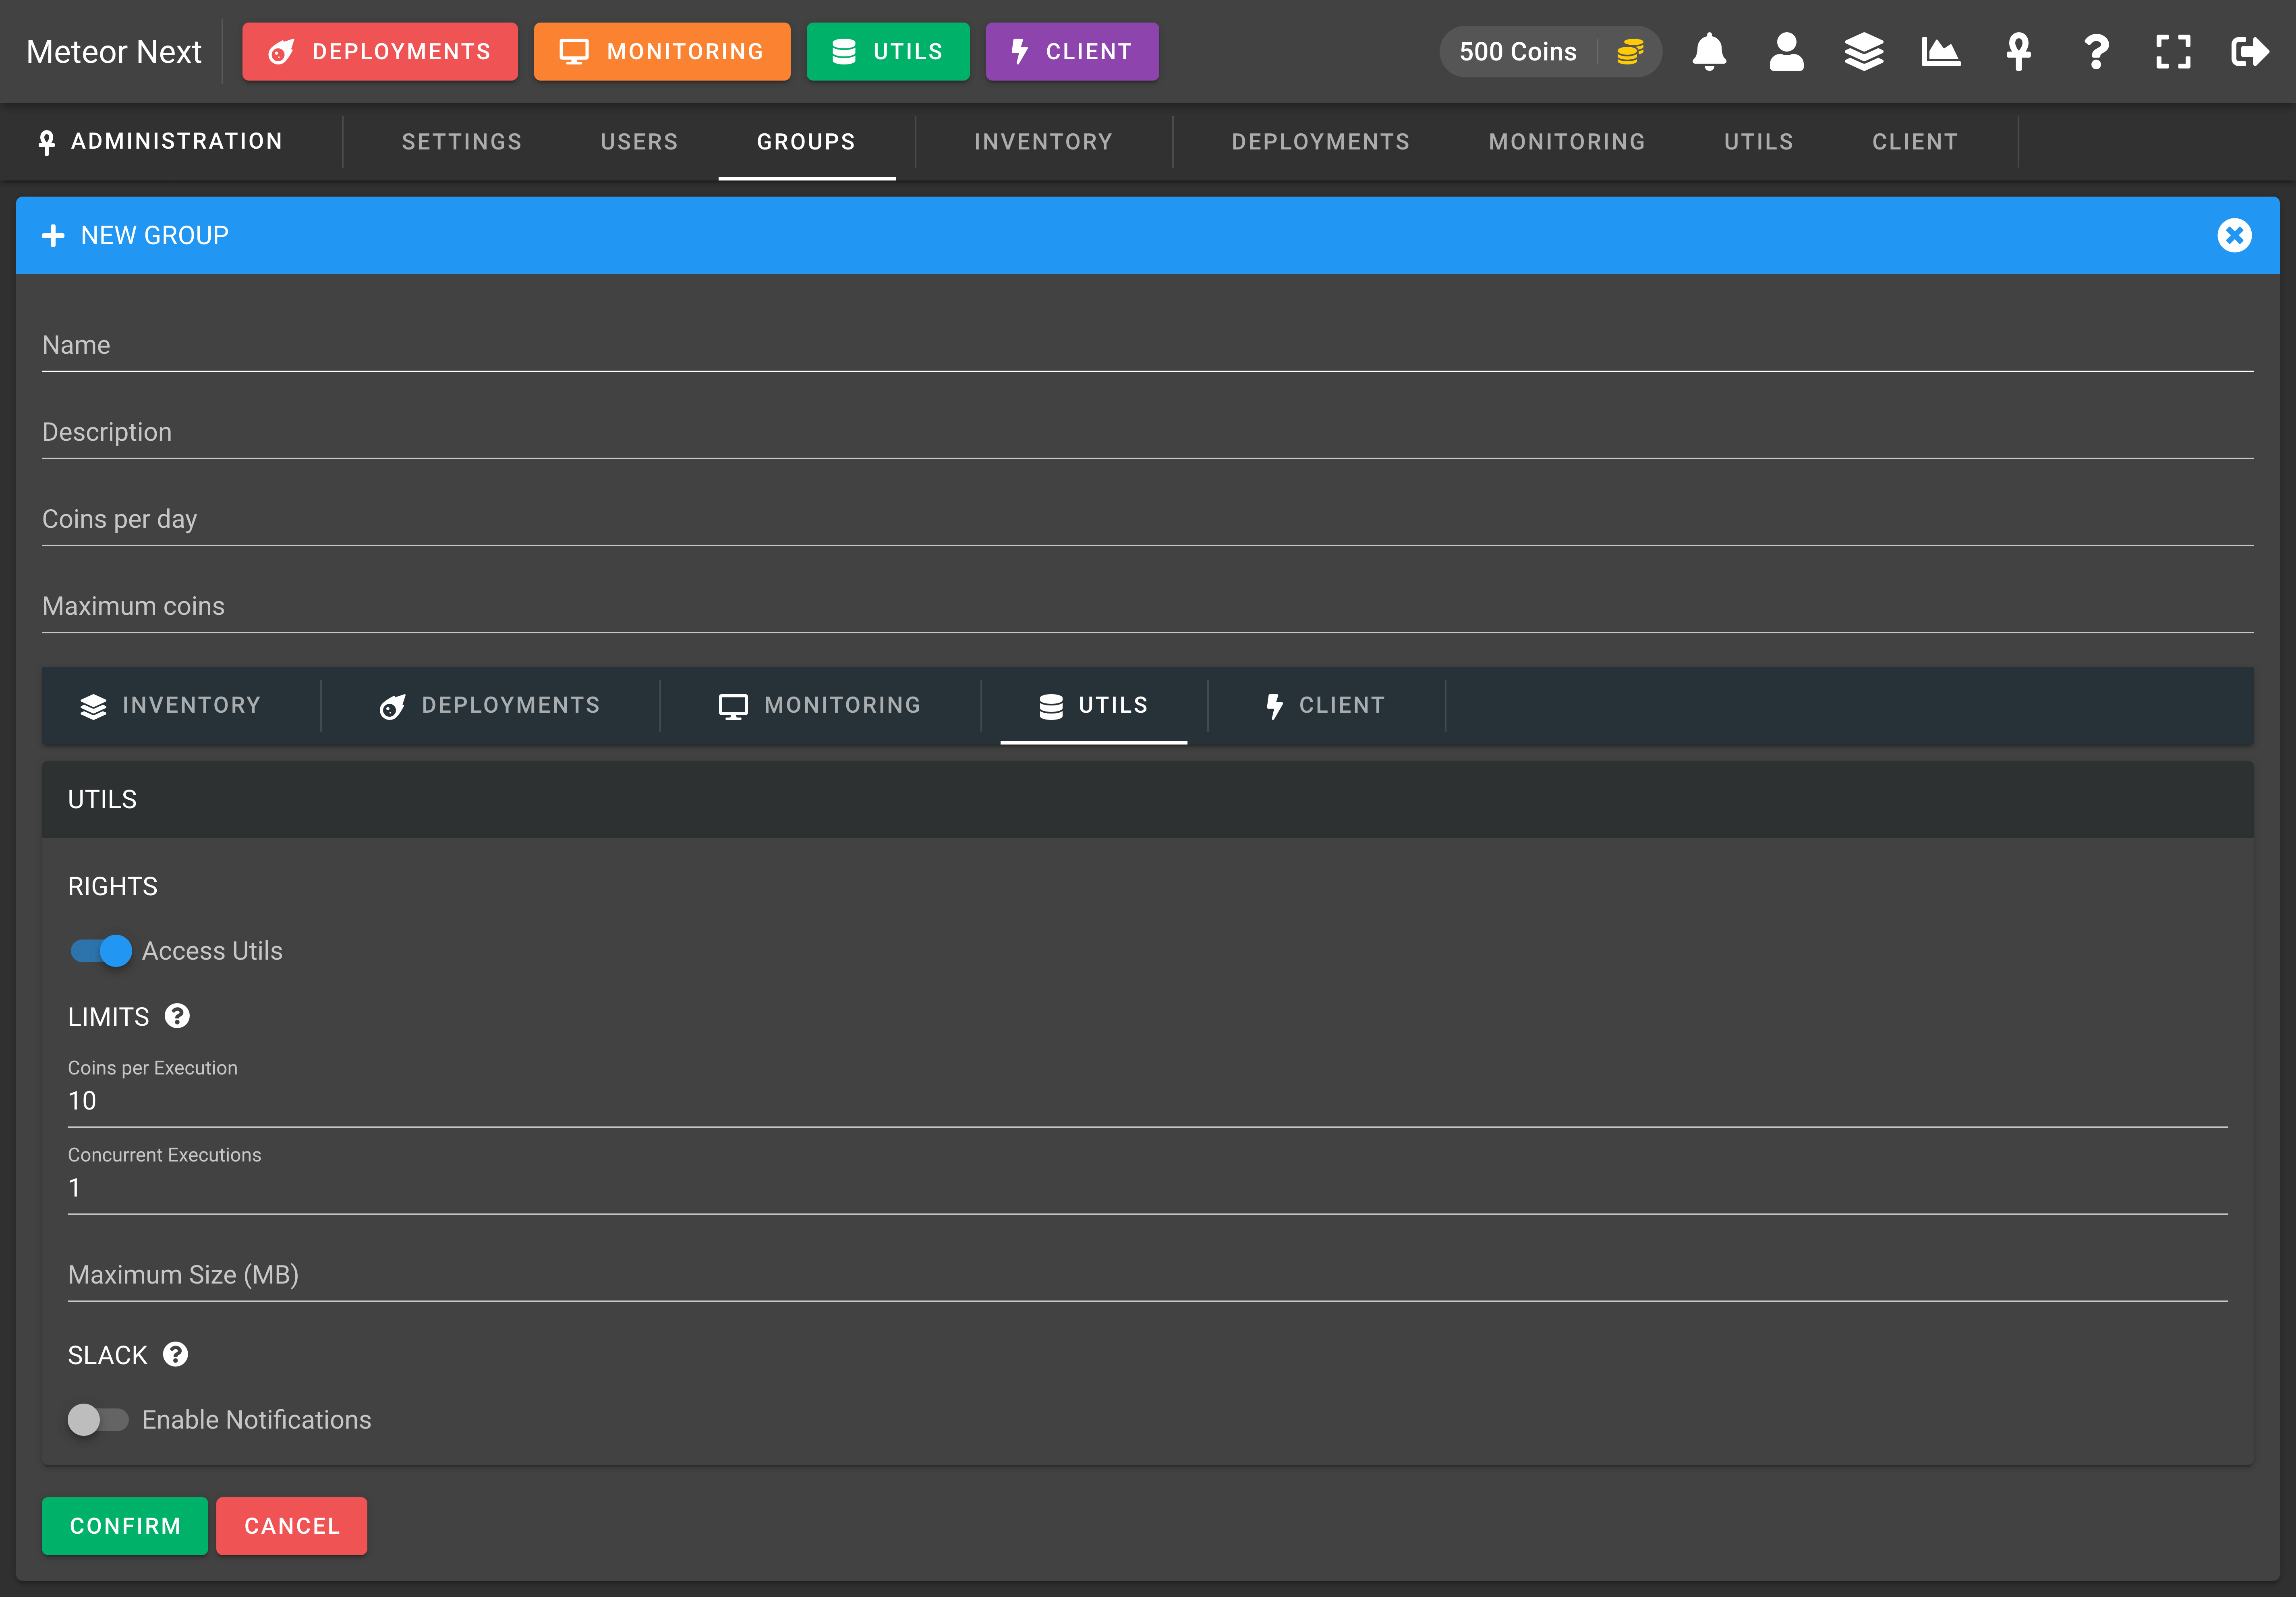 Meteor Next DEPLOYMENTS MONITORING UTILS CLIENT 500 Coins
ADMINISTRATION SETTINGS USERS GROUPS INVENTORY DEPLOYMENTS MONITORING UTILS CLIENT
NEW GROUP
Name
Description
Coins per day
Maximum coins
INVENTORY DEPLOYMENTS MONITORING UTILS CLIENT
UTILS
RIGHTS
Access Utils
LIMITS
Coins per Execution
10
Concurrent Executions
1
Maximum Size (MB)
SLACK
Enable Notifications
CONFIRM CANCEL